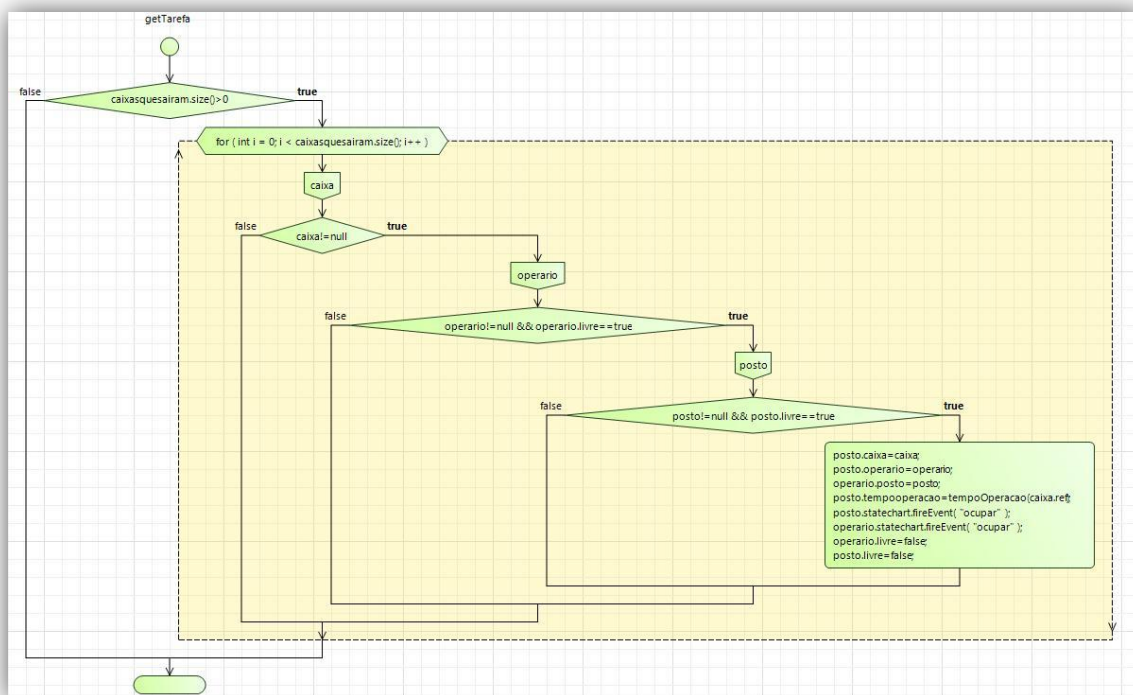 getTarefa
false
caixasquesairam.size()>0
true
for ( int i = 0; i < caixasquesairam.size(); i++ )
caixa
false
caixa!=null
true
operario
false
operario!=null && operario.livre==true
true
posto
false
posto!=null && posto.livre==true
true
posto.caixa=caixa;
posto.operario=operario;
operario.posto=posto;
posto.tempooperacao=tempoOperacao(caixa.ref);
posto.statechart.fireEvent( "ocupar" );
operario.statechart.fireEvent( "ocupar" );
operario.livre=false;
posto.livre=false;